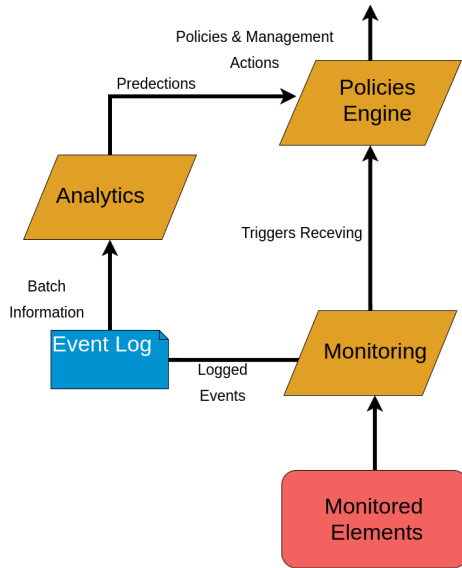 Policies & Management
Actions
Predections
Policies
Engine
Analytics
Triggers Receving
Batch
Information
Event Log
Monitoring
Logged
Events
Monitored
Elements